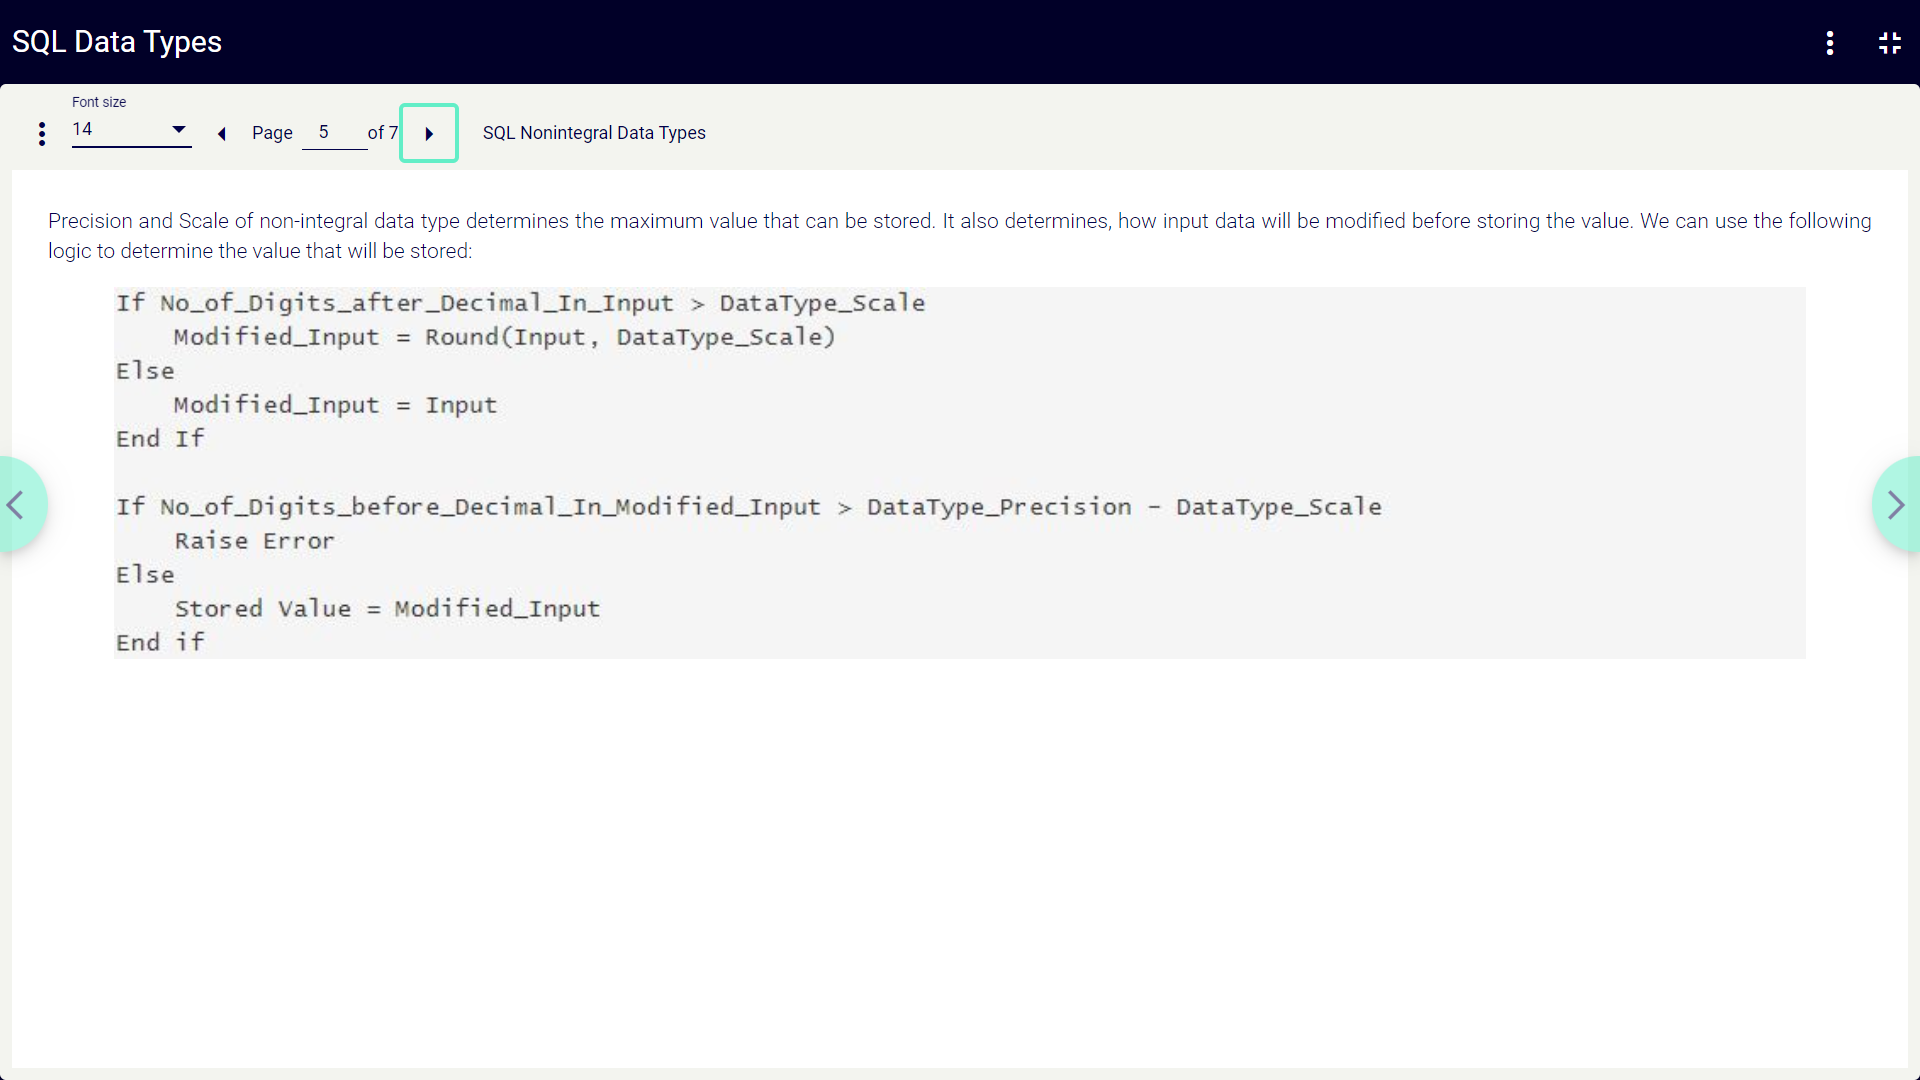 SQL Data Types
Font size
14
Page 5 of 7
SQL Nonintegral Data Types
Precision and Scale of non-integral data type determines the maximum value that can be stored. It also determines, how input data will be modified before storing the value. We can use the following
logic to determine the value that will be stored:
If No_of_Digits_after_Decimal_In_Input > DataType_Scale
    Modified_Input = Round(Input, DataType_Scale)
Else
    Modified_Input = Input
End If
If No_of_Digits_before_Decimal_In_Modified_Input > DataType_Precision - DataType_Scale
    Raise Error
Else
    Stored Value = Modified_Input
End if